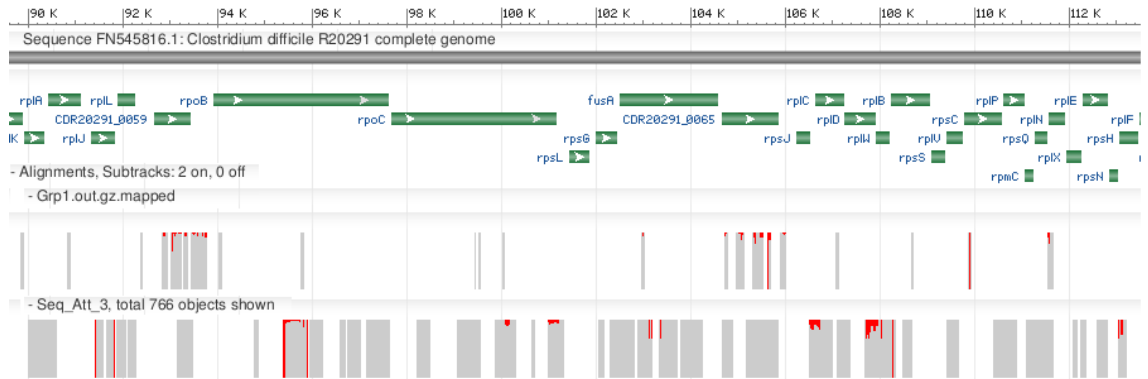 90 K 92 K 94 K 96 K 98 K 100 K 102 K 104 K 106 K 108 K 110 K 112 K
Sequence FN545816.1: Clostridium difficile R20291 complete genome
rplA rplL rpoB fusA rplC rplB rplP rplE
CDR20291_0059 rpoC CDR20291_0065 rplD rpsC rplN rplF
lK rplJ rpsG rpsJ rplW rplV rpsQ rpsH
rpsL rpsS rplX
rpmC rpsN
- Alignments, Subtracks: 2 on, 0 off
- Grp1.out.gz.mapped
- Seq_Att_3, total 766 objects shown